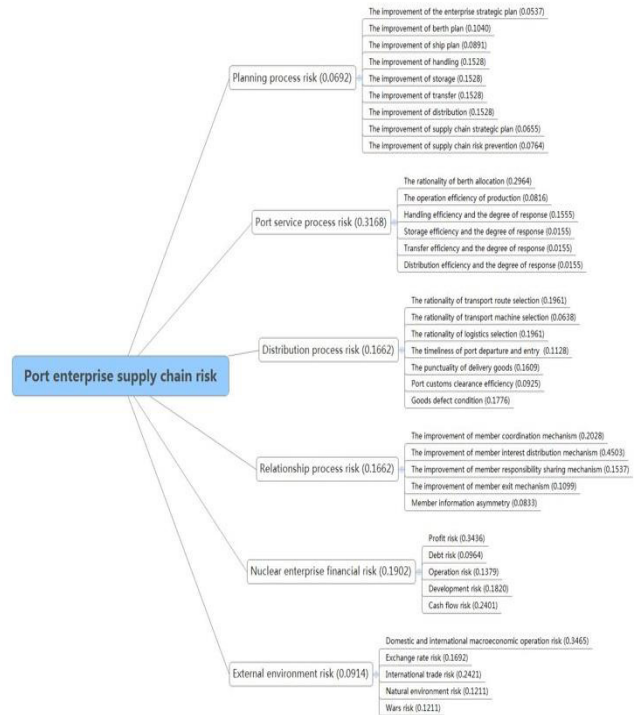 Port enterprise supply chain risk
Planning process risk (0.0692)
The improvement of the enterprise strategic plan (0.0537)
The improvement of berth plan (0.1040)
The improvement of ship plan (0.0891)
The improvement of handling (0.1528)
The improvement of storage (0.1528)
The improvement of transfer (0.1528)
The improvement of distribution (0.1528)
The improvement of supply chain strategic plan (0.0655)
The improvement of supply chain risk prevention (0.0764)
Port service process risk (0.3168)
The rationality of berth allocation (0.2964)
The operation efficiency of production (0.0816)
Handling efficiency and the degree of response (0.1555)
Storage efficiency and the degree of response (0.0155)
Transfer efficiency and the degree of response (0.0155)
Distribution efficiency and the degree of response (0.0155)
Distribution process risk (0.1662)
The rationality of transport route selection (0.1961)
The rationality of transport machine selection (0.0638)
The rationality of logistics selection (0.1961)
The timeliness of port departure and entry (0.1128)
The punctuality of delivery goods (0.1609)
Port customs clearance efficiency (0.0925)
Goods defect condition (0.1776)
Relationship process risk (0.1662)
The improvement of member coordination mechanism (0.2028)
The improvement of member interest distribution mechanism (0.4503)
The improvement of member responsibility sharing mechanism (0.1537)
The improvement of member exit mechanism (0.1099)
Member information asymmetry (0.0833)
Nuclear enterprise financial risk (0.1902)
Profit risk (0.3436)
Debt risk (0.0964)
Operation risk (0.1379)
Development risk (0.1820)
Cash flow risk (0.2401)
External environment risk (0.0914)
Domestic and international macroeconomic operation risk (0.3465)
Exchange rate risk (0.1692)
International trade risk (0.2421)
Natural environment risk (0.1211)
Wars risk (0.1211)